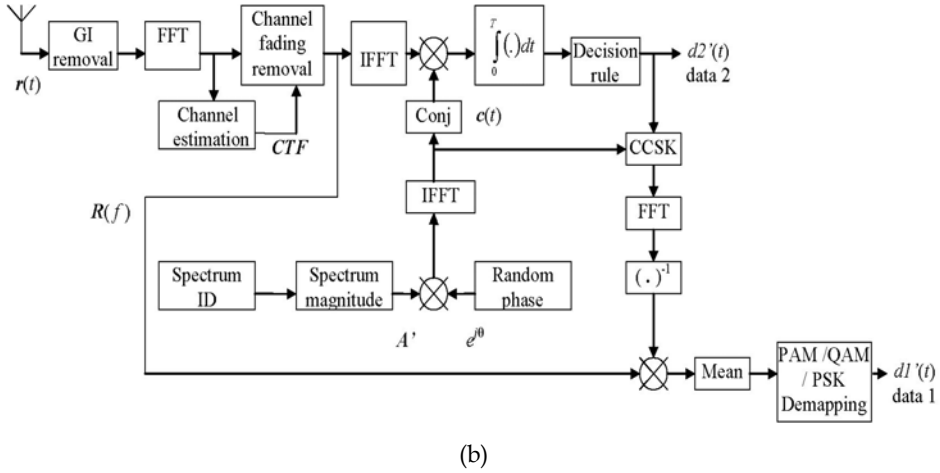 r(t)
GI
removal
FFT
Channel
fading
removal
IFFT
∫₀ᵀ(.)dt
Decision
rule
d2'(t)
data 2
Channel
estimation
CTF
Conj
c(t)
CCSK
IFFT
FFT
R(f)
(.)⁻¹
Spectrum
ID
Spectrum
magnitude
Random
phase
A'
e^{jθ}
Mean
PAM /QAM
/ PSK
Demapping
d1'(t)
data 1
(b)